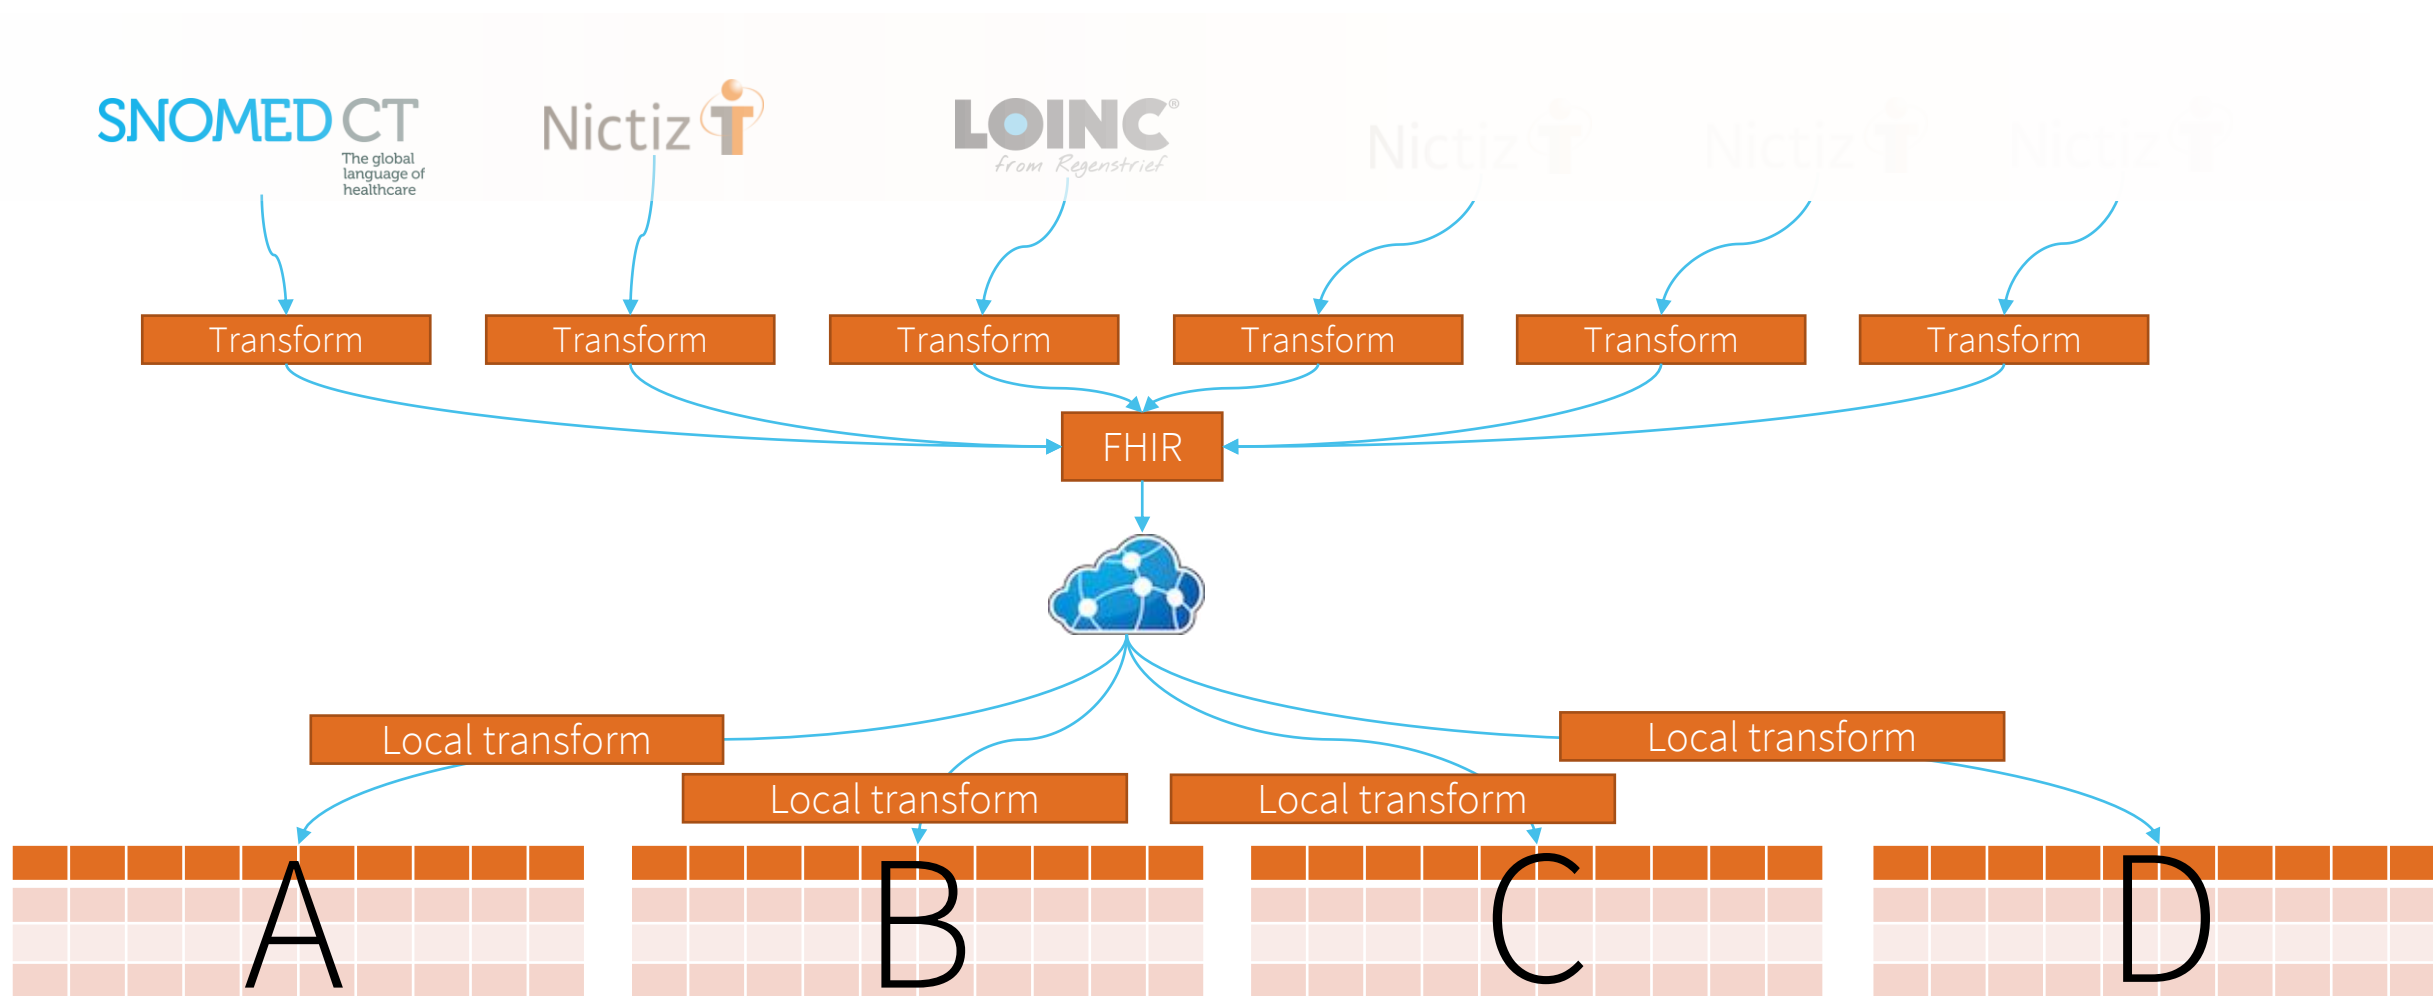 SNOMED CT
The global
language of
healthcare
Nictiz
LOINC®
from Regenstrief
Nictiz
Nictiz
Nictiz
Transform
Transform
Transform
Transform
Transform
Transform
FHIR
Local transform
Local transform
Local transform
Local transform
A
B
C
D